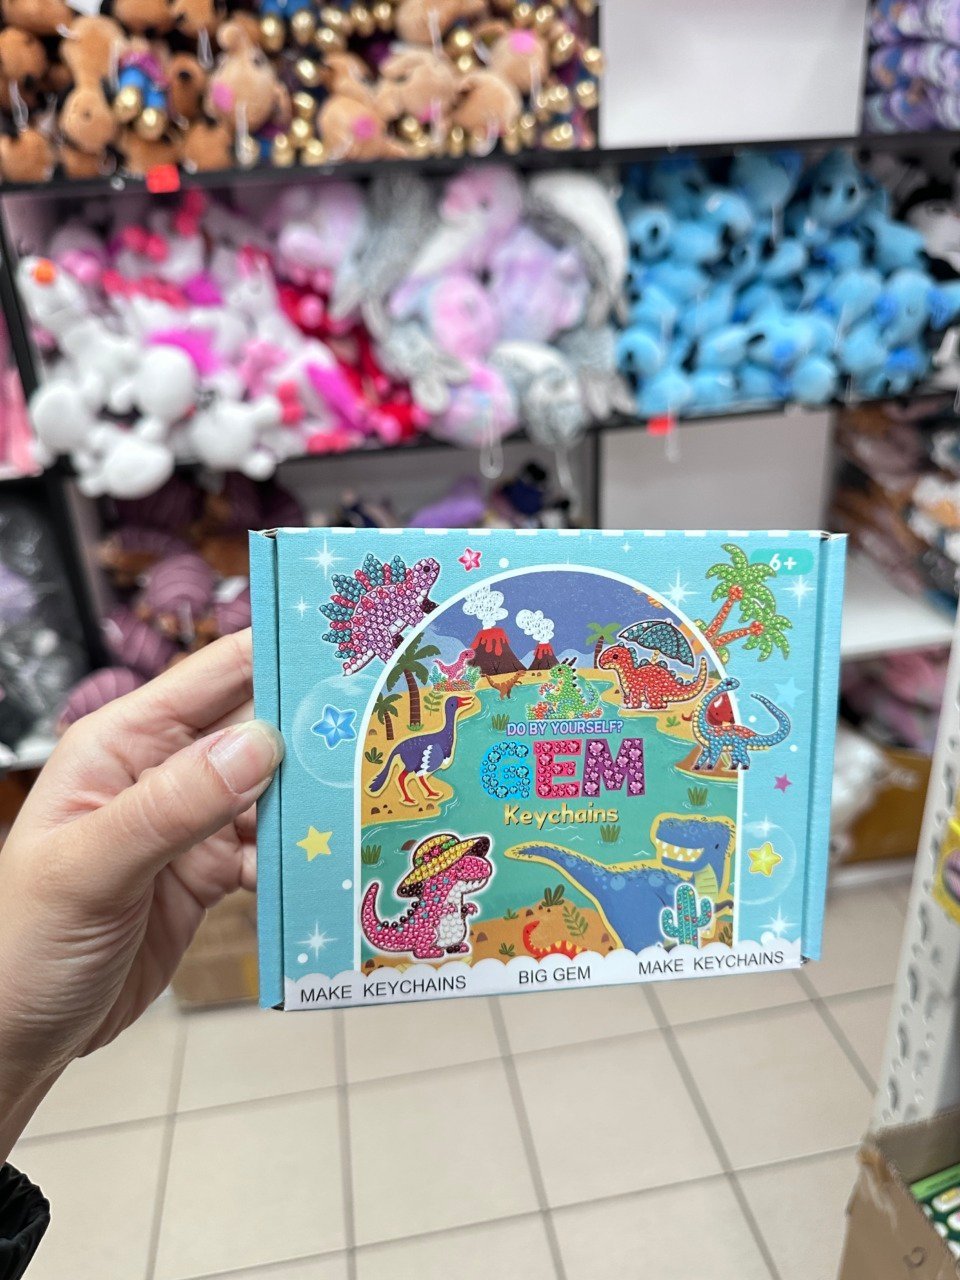 6+
DO BY YOURSELF?
GEM
Keychains
MAKE KEYCHAINS
BIG GEM
MAKE KEYCHAINS